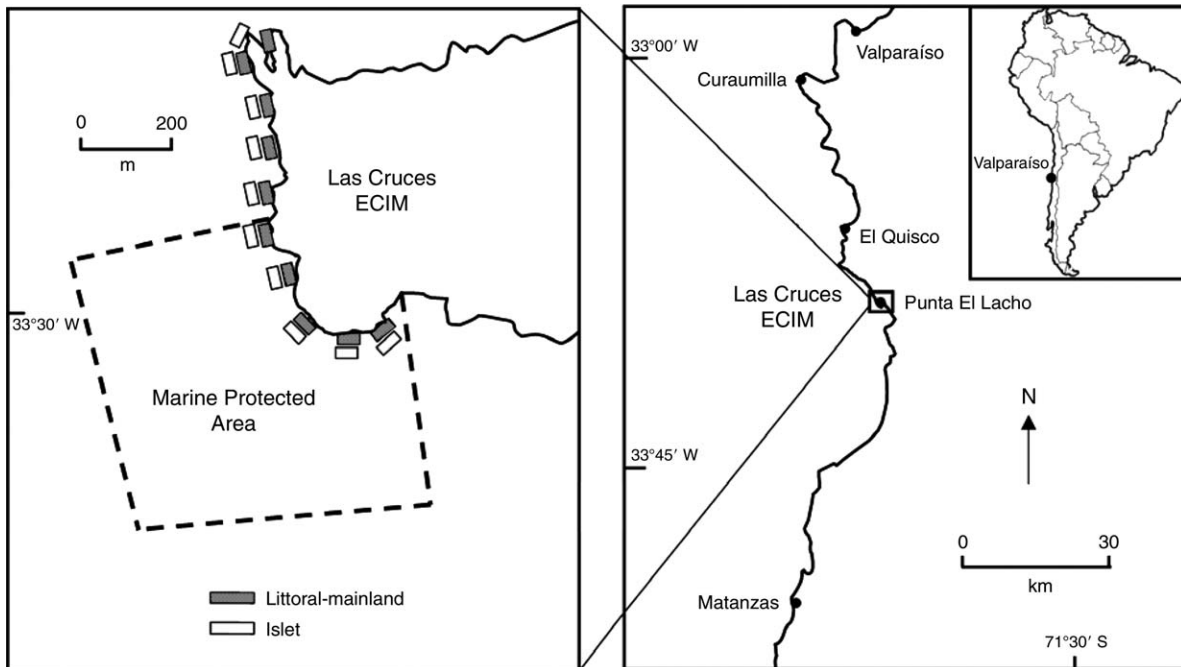 0 200
m
Las Cruces
ECIM
33°30′ W
Marine Protected
Area
Littoral-mainland
Islet
33°00′ W
Valparaíso
Curaumilla
El Quisco
Las Cruces
ECIM
Punta El Lacho
N
33°45′ W
0 30
km
Matanzas
71°30′ S
Valparaíso